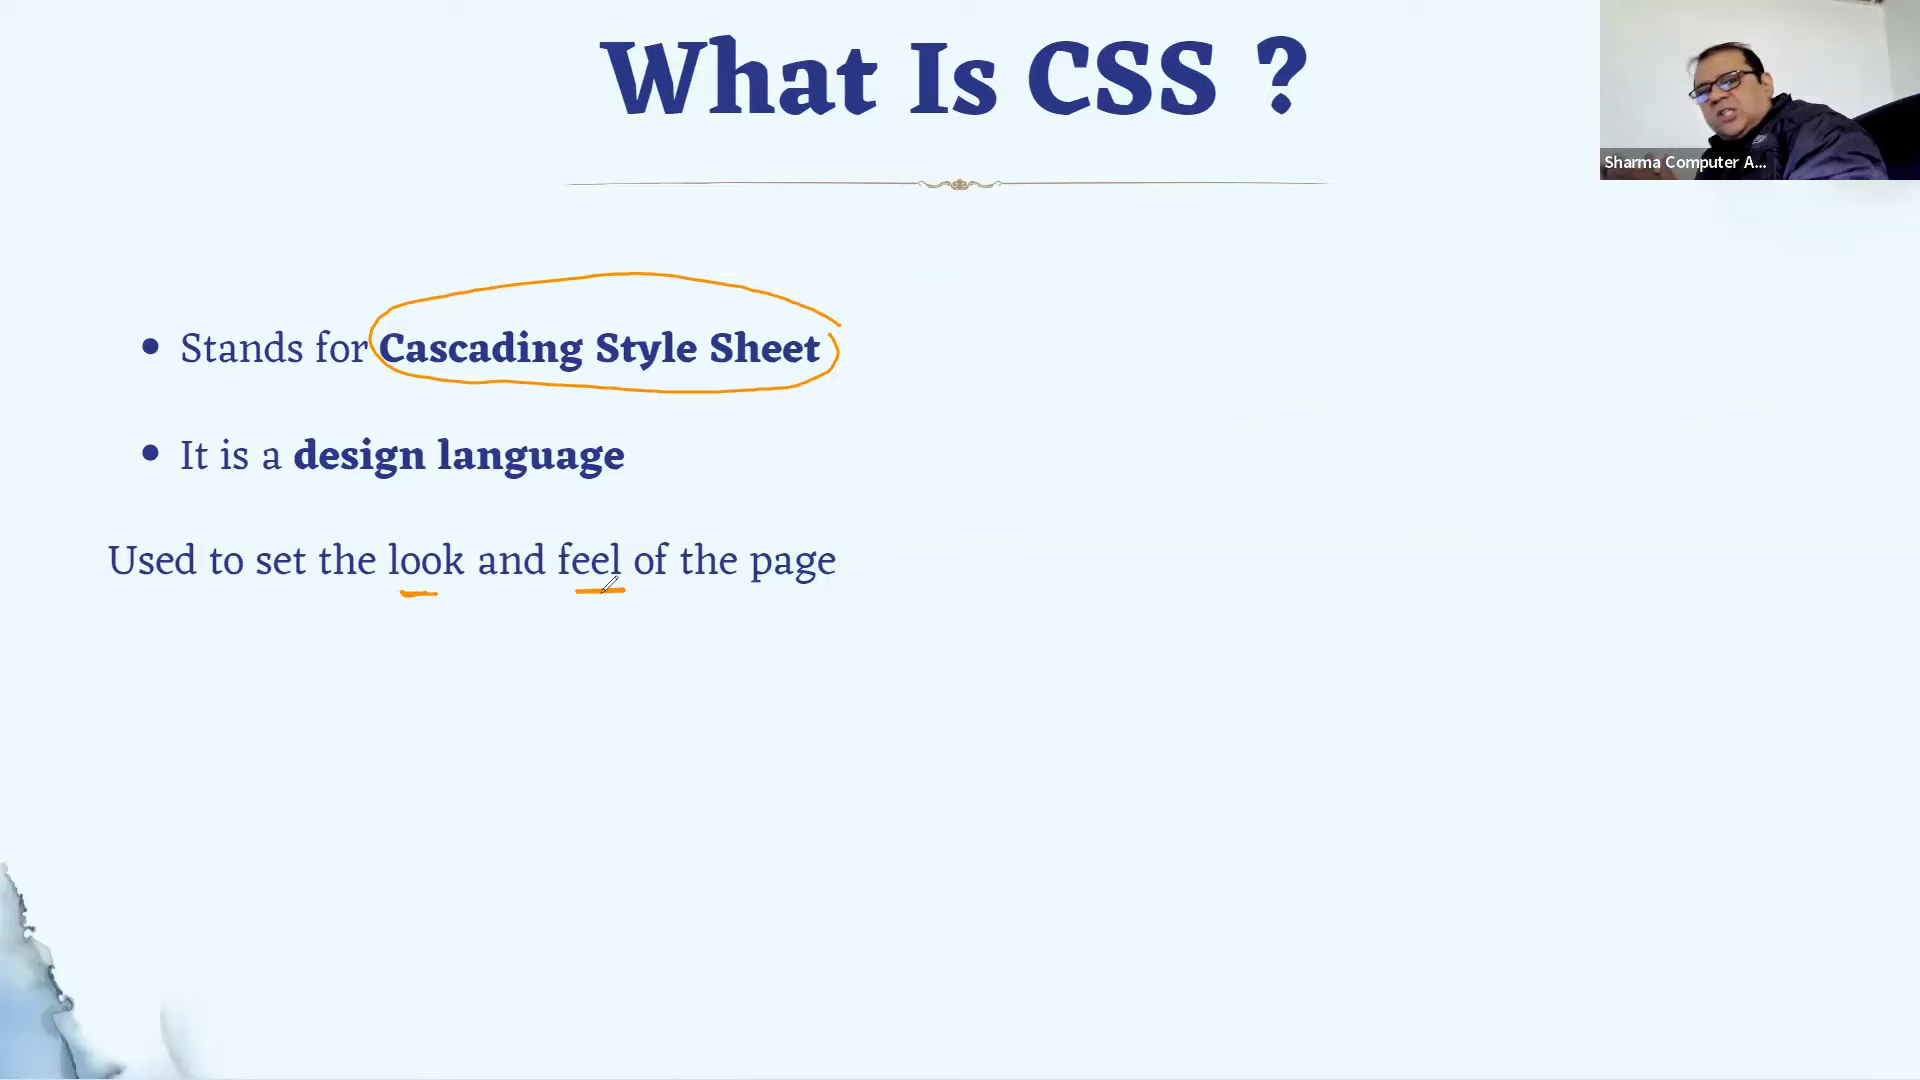 What Is CSS ?
Sharma Computer A...
• Stands for Cascading Style Sheet
• It is a design language
Used to set the look and feel of the page